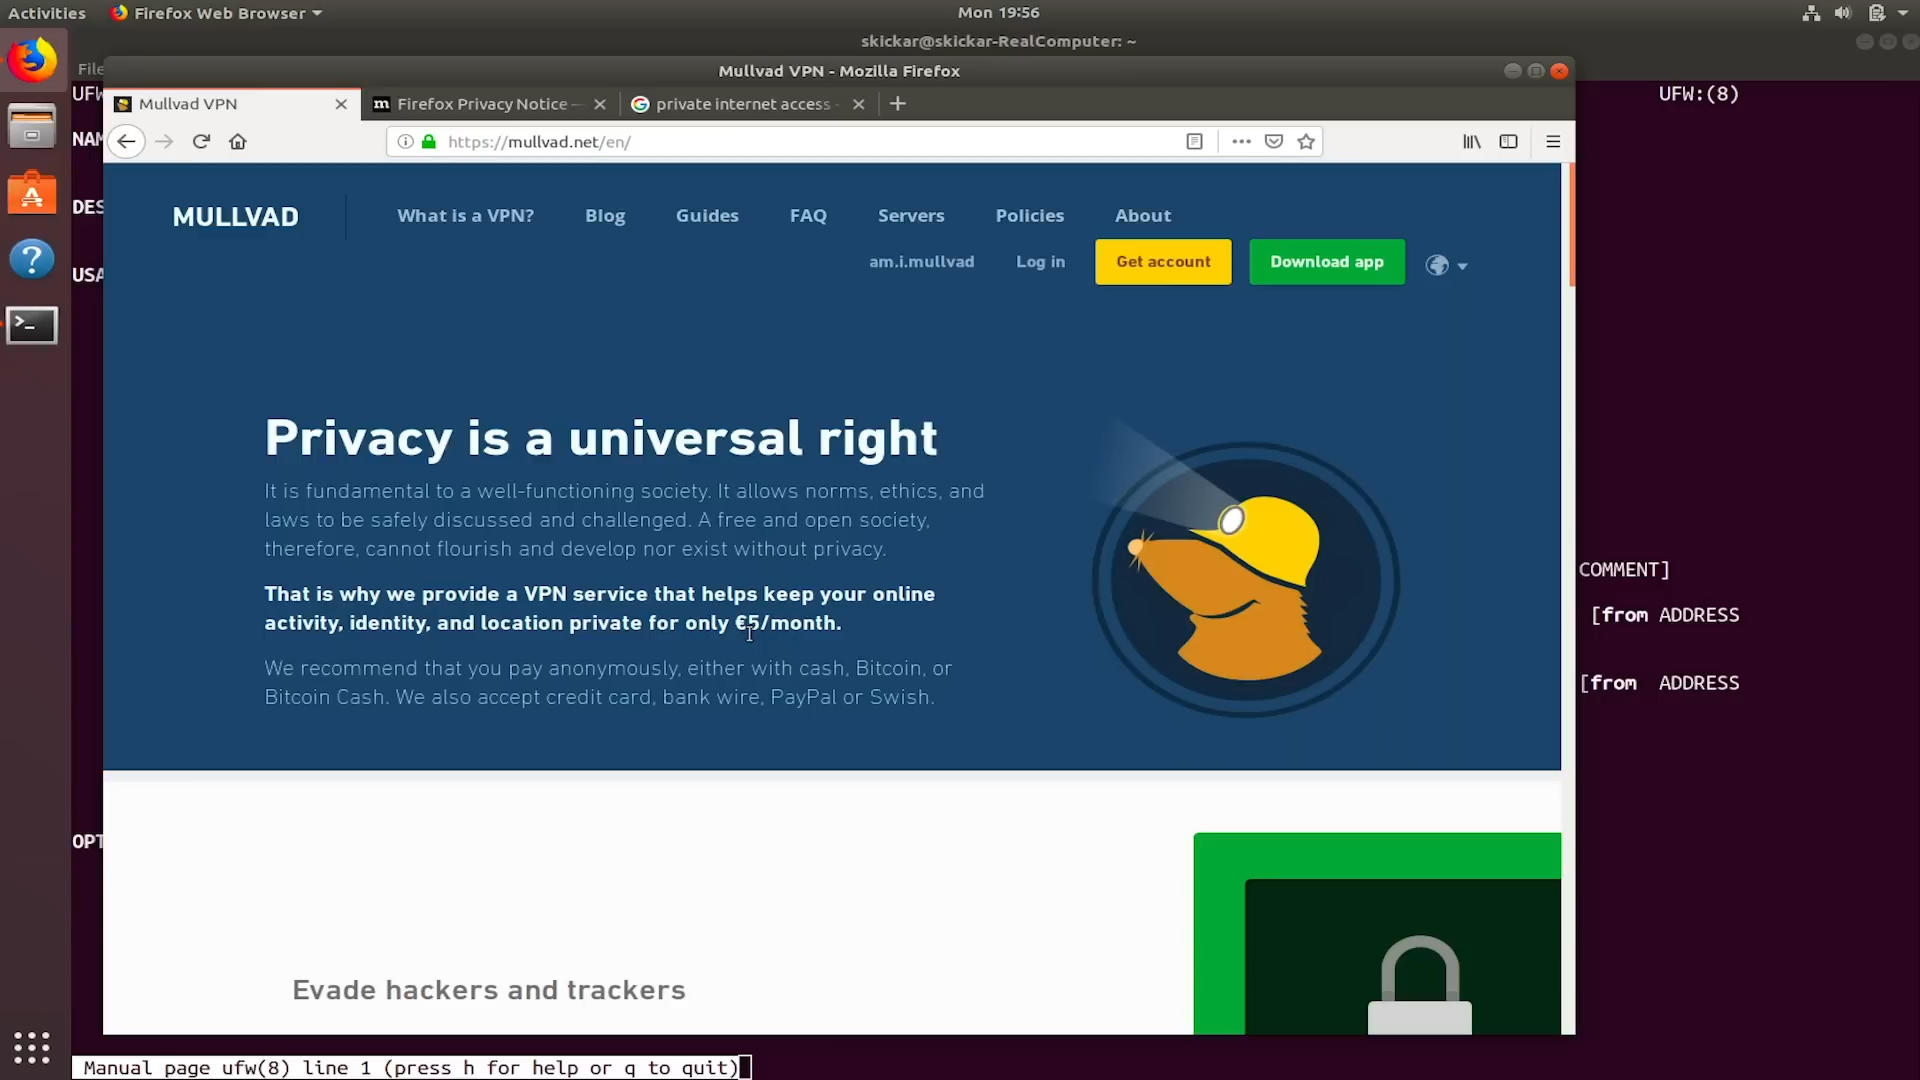 Activities Firefox Web Browser Mon 19:56
skickar@skickar-RealComputer: ~
File
Mullvad VPN - Mozilla Firefox
Mullvad VPN Firefox Privacy Notice — private internet access -
UFW:(8)
https://mullvad.net/en/
MULLVAD What is a VPN? Blog Guides FAQ Servers Policies About
am.i.mullvad Log in Get account Download app
Privacy is a universal right
It is fundamental to a well-functioning society. It allows norms, ethics, and
laws to be safely discussed and challenged. A free and open society,
therefore, cannot flourish and develop nor exist without privacy.
That is why we provide a VPN service that helps keep your online
activity, identity, and location private for only €5/month.
We recommend that you pay anonymously, either with cash, Bitcoin, or
Bitcoin Cash. We also accept credit card, bank wire, PayPal or Swish.
COMMENT]
[from ADDRESS
[from ADDRESS
Evade hackers and trackers
Manual page ufw(8) line 1 (press h for help or q to quit)